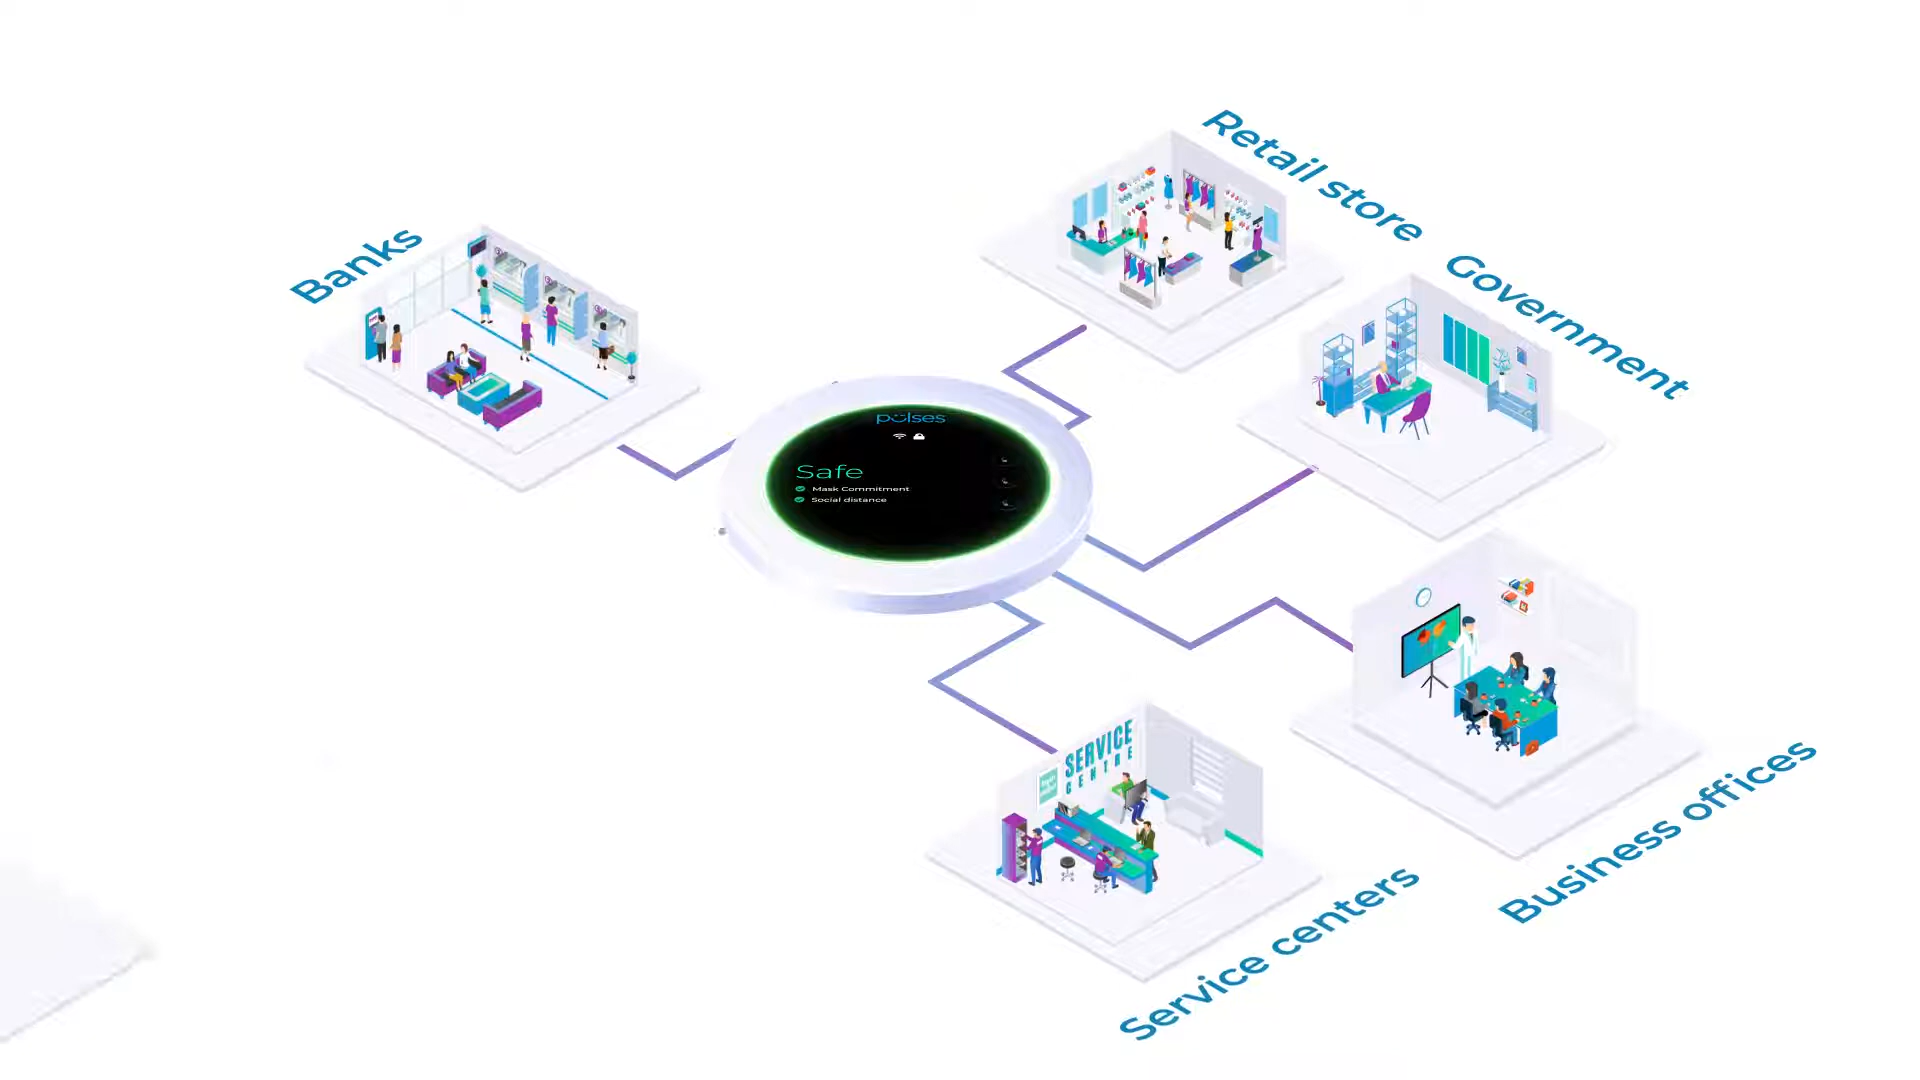 Retail store
Banks
Government
pulses
Safe
Mask Commitment
Social distance
SERVICE
CENTRE
Business offices
Service centers